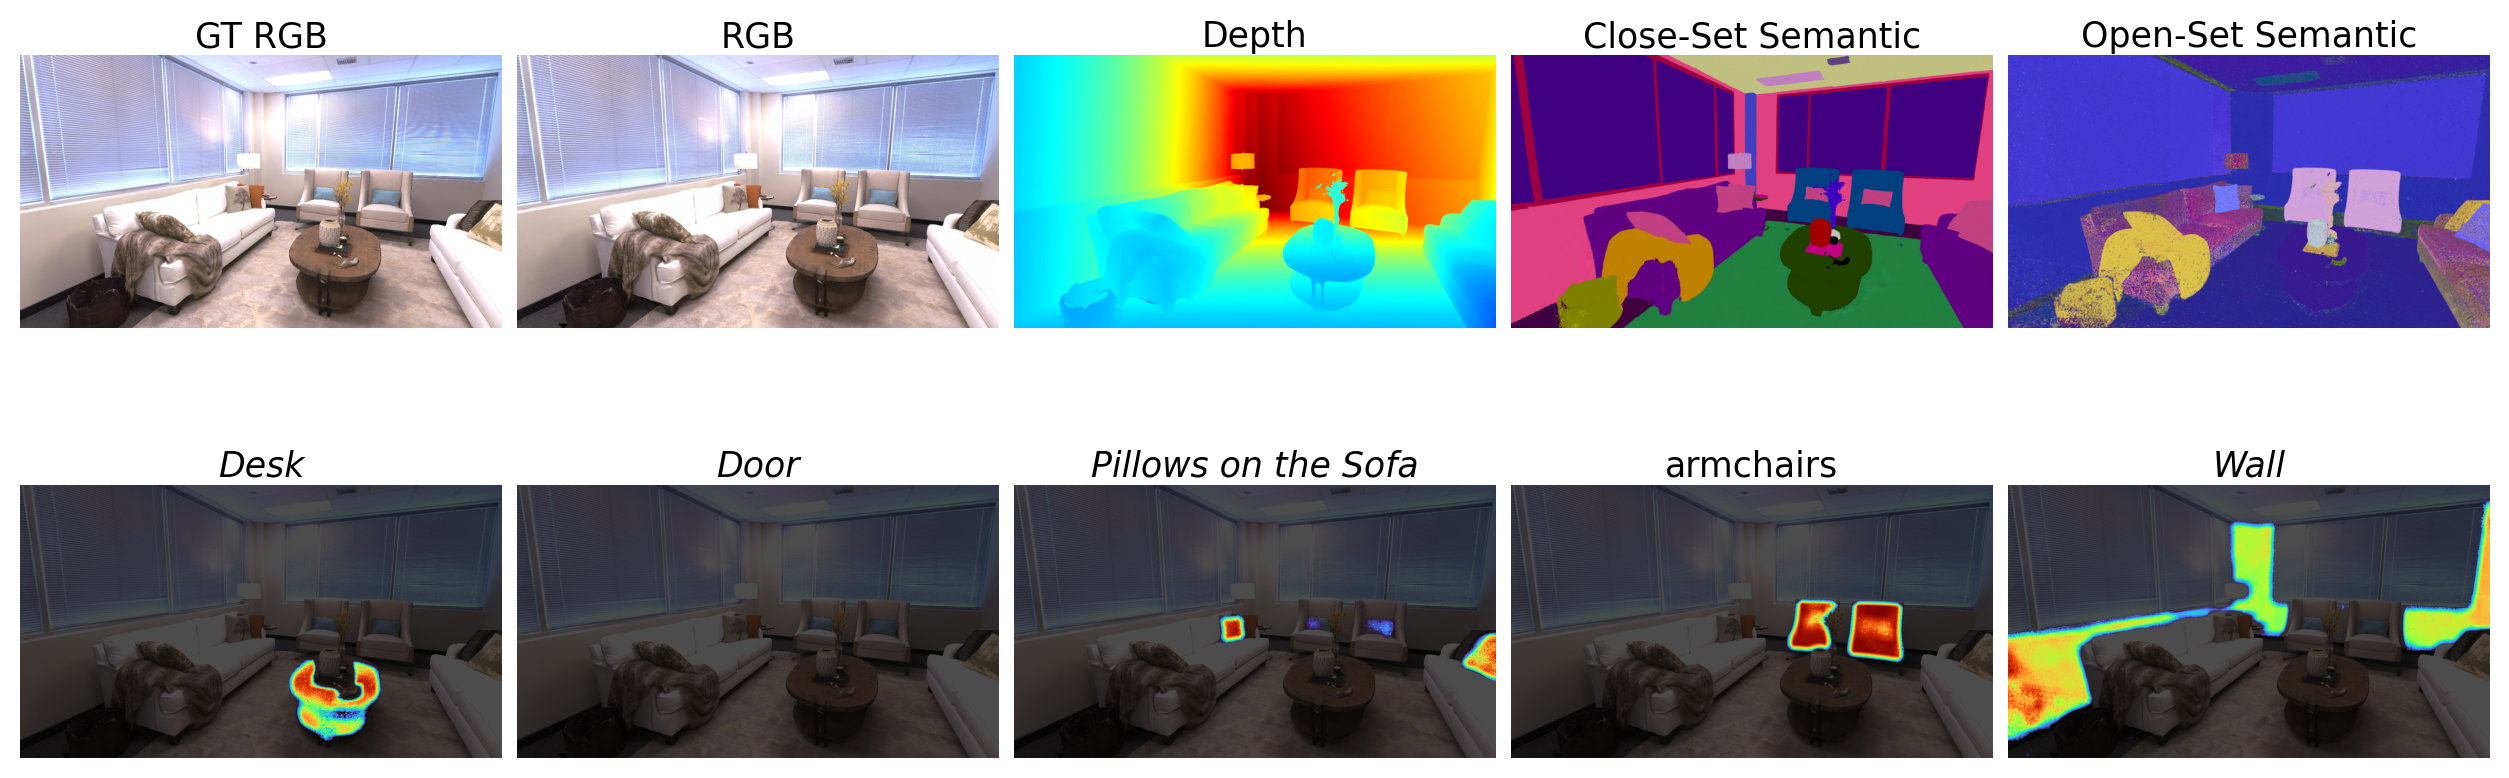 GT RGB
RGB
Depth
Close-Set Semantic
Open-Set Semantic
Desk
Door
Pillows on the Sofa
armchairs
Wall